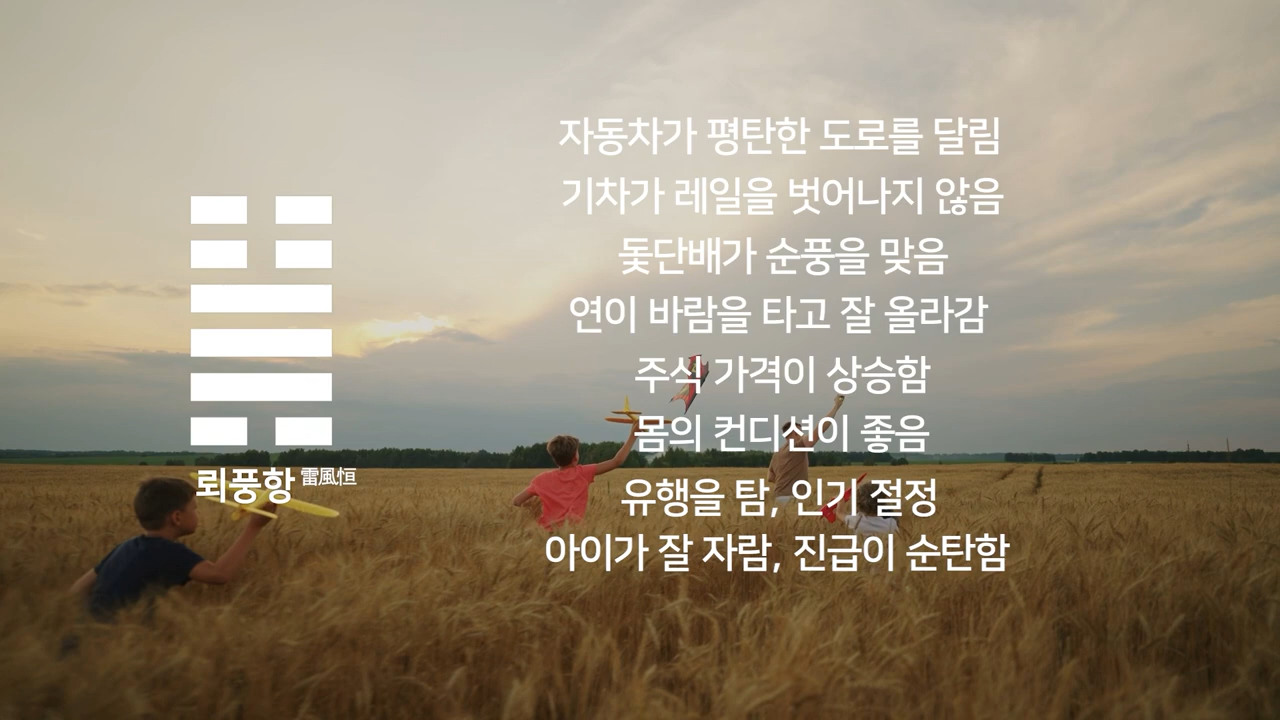 뢰풍항 雷風恒
자동차가 평탄한 도로를 달림
기차가 레일을 벗어나지 않음
돛단배가 순풍을 맞음
연이 바람을 타고 잘 올라감
주식 가격이 상승함
몸의 컨디션이 좋음
유행을 탐, 인기 절정
아이가 잘 자람, 진급이 순탄함